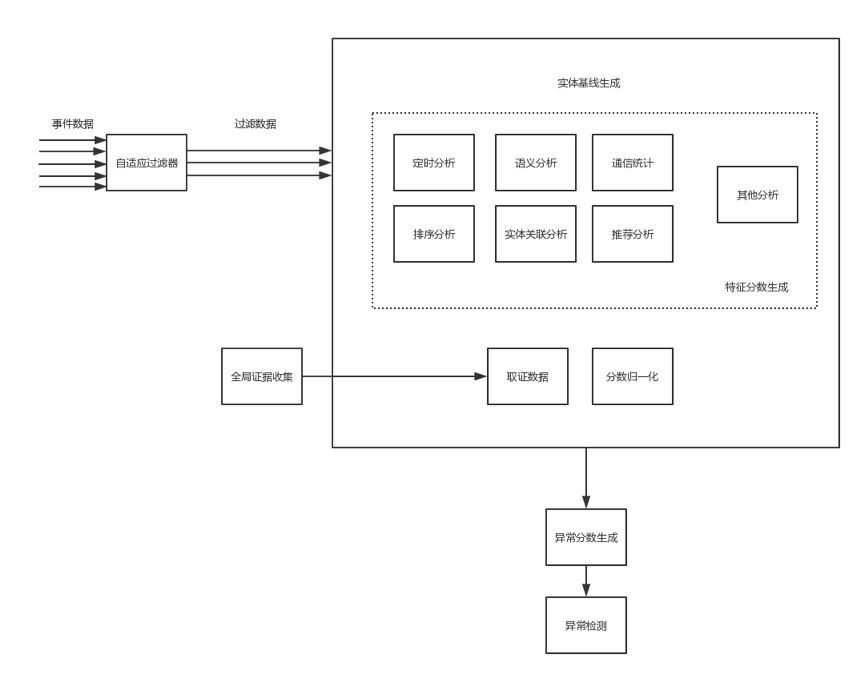 实体基线生成
事件数据
过滤数据
自适应过滤器
定时分析
语义分析
通信统计
其他分析
排序分析
实体关联分析
推荐分析
特征分数生成
全局证据收集
取证数据
分数归一化
异常分数生成
异常检测